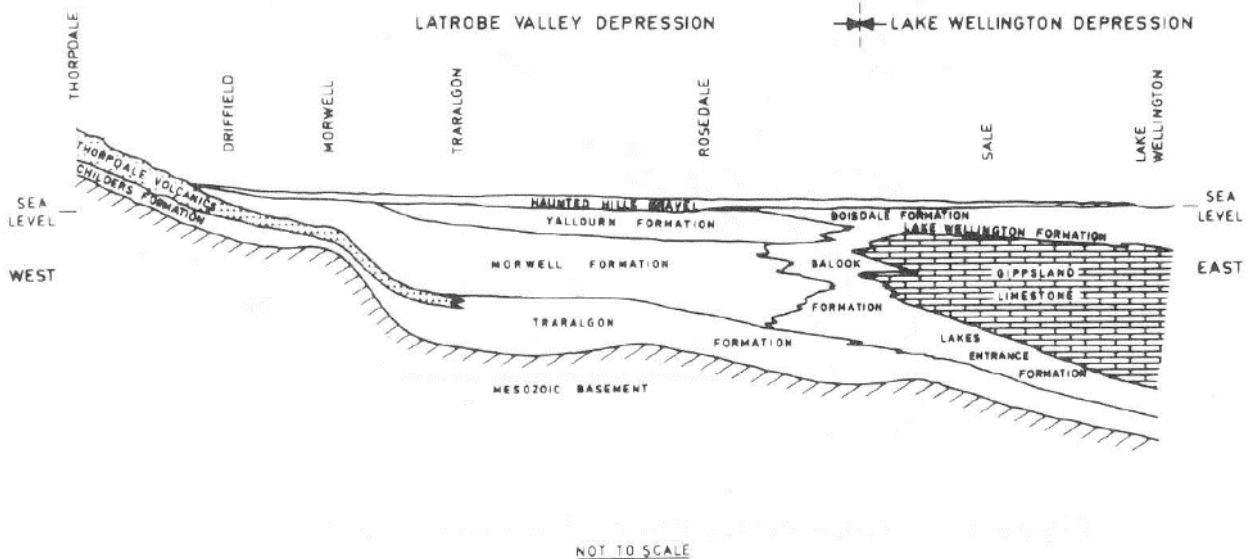 LATROBE VALLEY DEPRESSION
LAKE WELLINGTON DEPRESSION
THORPDALE
DRIFFIELD
MORWELL
TRARALGON
ROSEDALE
SALE
LAKE
WELLINGTON
THORPDALE VOLCANICS
CHILDERS FORMATION
SEA
LEVEL
SEA
LEVEL
HAUNTED HILLS GRAVEL
YALLOURN FORMATION
BOISDALE FORMATION
LAKE WELLINGTON FORMATION
WEST
MORWELL FORMATION
BALOOK
FORMATION
GIPPSLAND
LIMESTONE
EAST
TRARALGON
FORMATION
LAKES
ENTRANCE
FORMATION
MESOZOIC BASEMENT
NOT TO SCALE